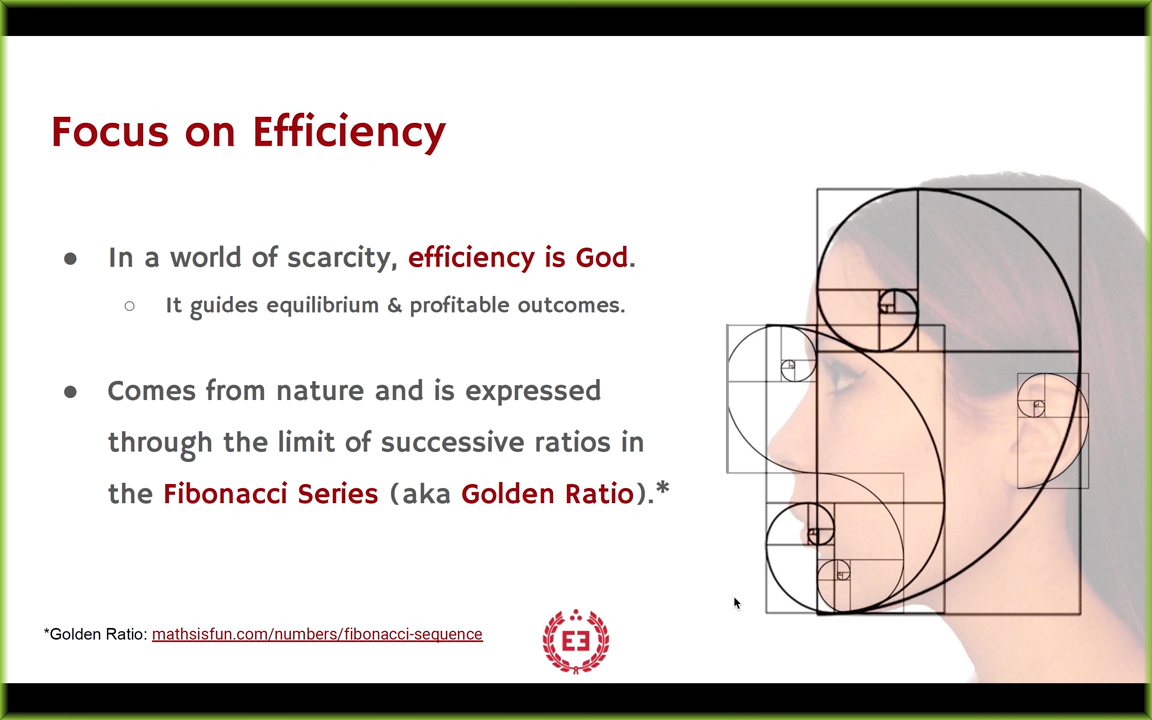 Focus on Efficiency
● In a world of scarcity, efficiency is God.
○ It guides equilibrium & profitable outcomes.
● Comes from nature and is expressed
through the limit of successive ratios in
the Fibonacci Series (aka Golden Ratio).*
*Golden Ratio: mathsisfun.com/numbers/fibonacci-sequence